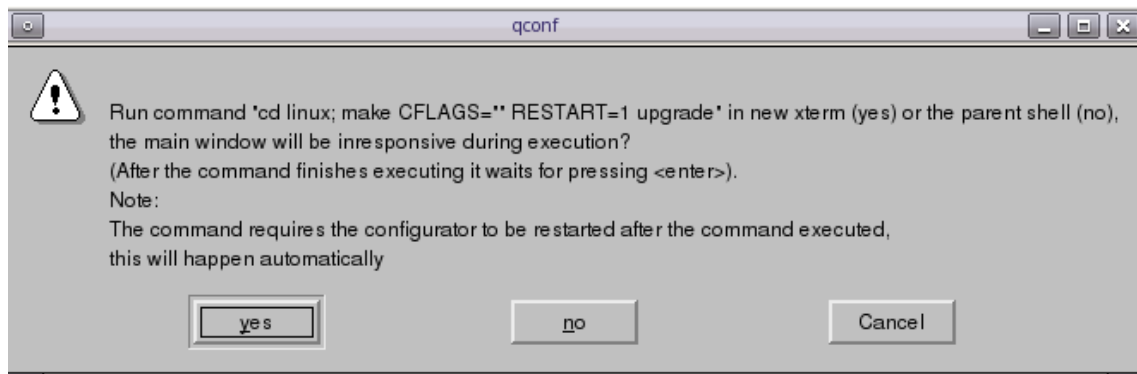 qconf
Run command "cd linux; make CFLAGS="" RESTART=1 upgrade" in new xterm (yes) or the parent shell (no),
the main window will be inresponsive during execution?
(After the command finishes executing it waits for pressing <enter>).
Note:
The command requires the configurator to be restarted after the command executed,
this will happen automatically
yes no Cancel